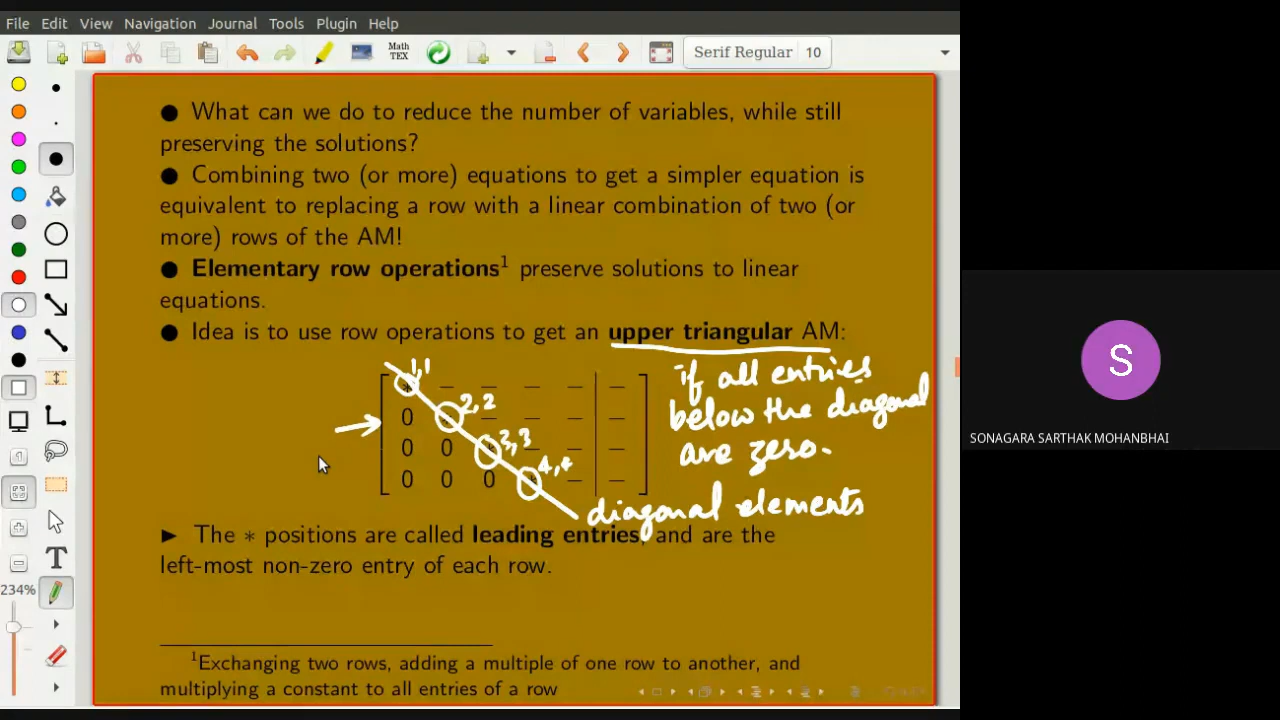 File Edit View Navigation Journal Tools Plugin Help
Math TEX
Serif Regular 10
● What can we do to reduce the number of variables, while still
preserving the solutions?
● Combining two (or more) equations to get a simpler equation is
equivalent to replacing a row with a linear combination of two (or
more) rows of the AM!
● Elementary row operations¹ preserve solutions to linear
equations.
● Idea is to use row operations to get an upper triangular AM:
1,1 — — — — | —
0 2,2 — — — | —
0 0 3,3 — — | —
0 0 0 4,4 — | —
if all entries
below the diagonal
are zero.
diagonal elements
► The * positions are called leading entries, and are the
left-most non-zero entry of each row.
¹Exchanging two rows, adding a multiple of one row to another, and
multiplying a constant to all entries of a row
234%
S
SONAGARA SARTHAK MOHANBHAI